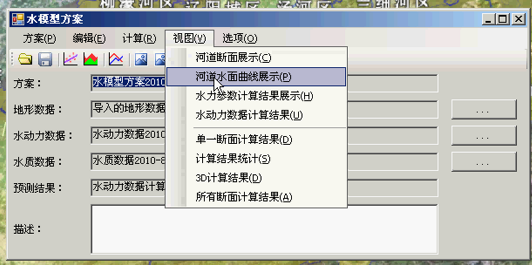 水模型方案
方案(P) 编辑(E) 计算(R) 视图(V) 选项(O)
河道断面展示(C)
河道水面曲线展示(P)
水力参数计算结果展示(H)
水动力数据计算结果(U)
单一断面计算结果(D)
计算结果统计(S)
3D计算结果(D)
所有断面计算结果(A)
方案： 水模型方案2010
地形数据： 导入的地形数据 ...
水动力数据： 水动力数据2010 ...
水质数据： 水质数据2010-8 ...
预测结果： 水动力数据计算
描述：